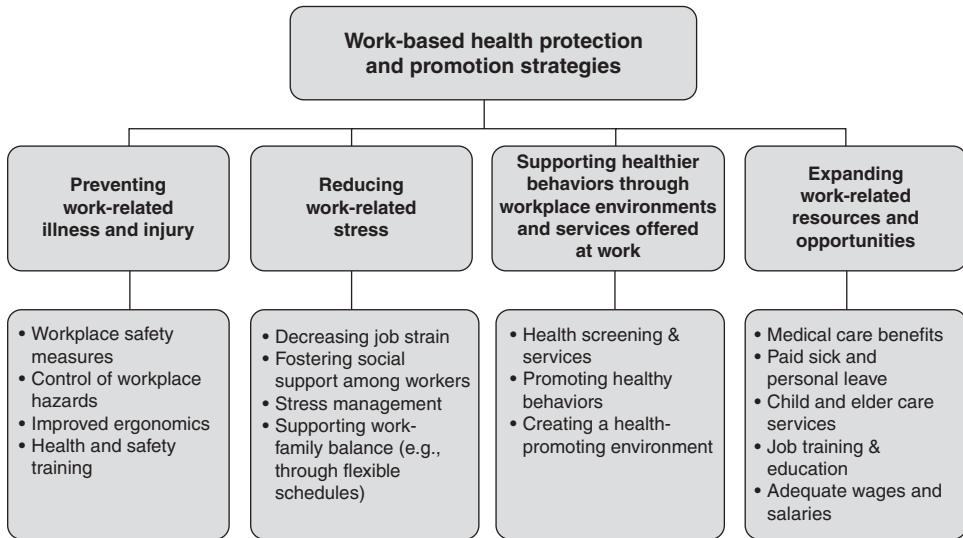 Work-based health protection
and promotion strategies
Preventing
work-related
illness and injury
Reducing
work-related
stress
Supporting healthier
behaviors through
workplace environments
and services offered
at work
Expanding
work-related
resources and
opportunities
• Workplace safety
measures
• Control of workplace
hazards
• Improved ergonomics
• Health and safety
training
• Decreasing job strain
• Fostering social
support among workers
• Stress management
• Supporting work-
family balance (e.g.,
through flexible
schedules)
• Health screening &
services
• Promoting healthy
behaviors
• Creating a health-
promoting environment
• Medical care benefits
• Paid sick and
personal leave
• Child and elder care
services
• Job training &
education
• Adequate wages and
salaries